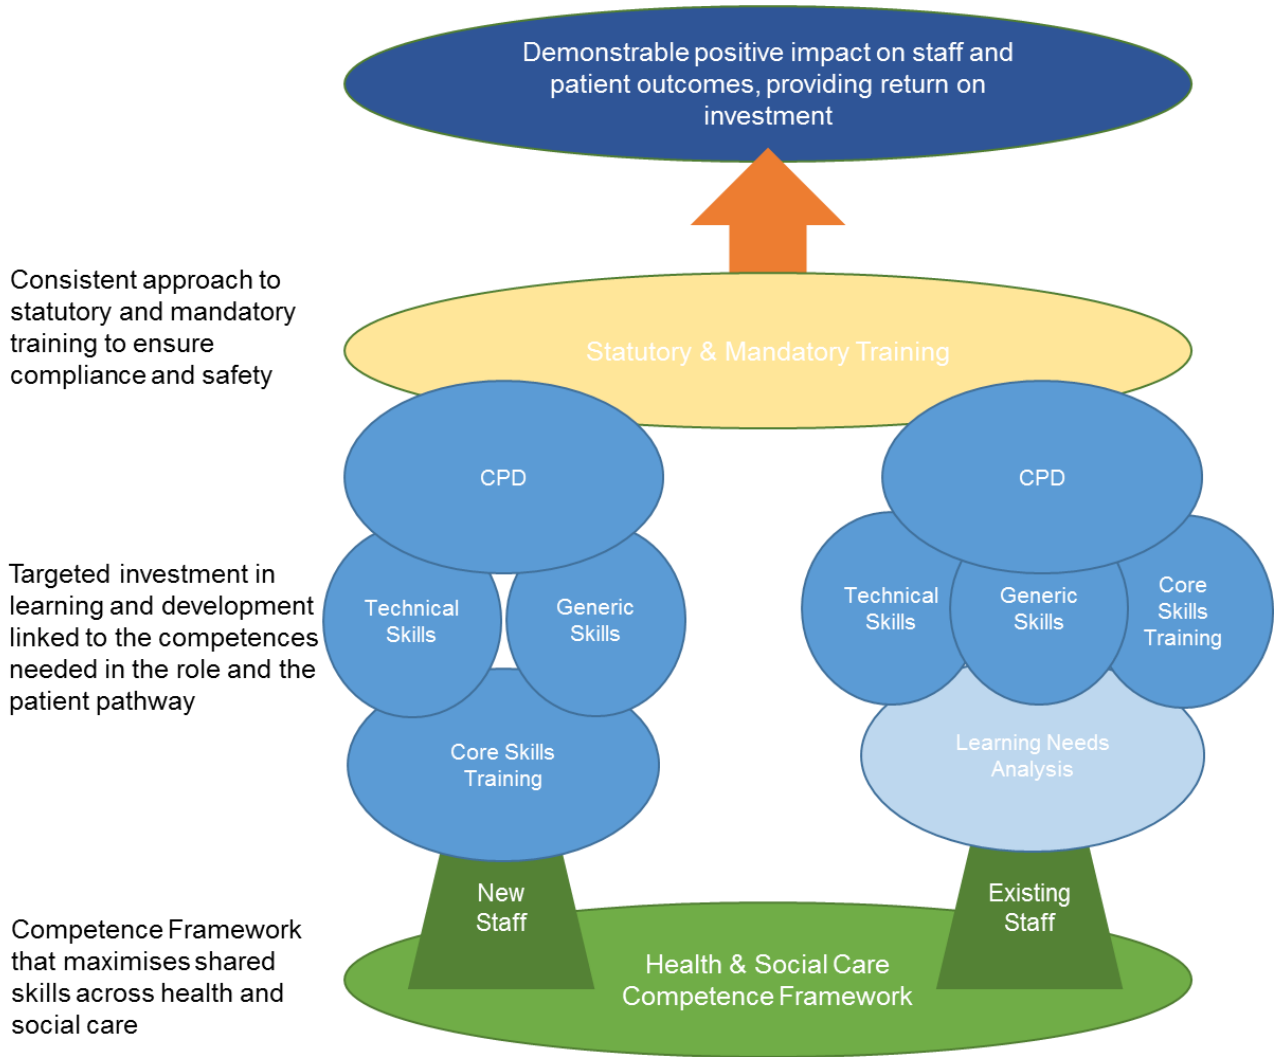 Demonstrable positive impact on staff and
patient outcomes, providing return on
investment
Consistent approach to
statutory and mandatory
training to ensure
compliance and safety
Statutory & Mandatory Training
CPD
CPD
Targeted investment in
learning and development
linked to the competences
needed in the role and the
patient pathway
Technical
Skills
Generic
Skills
Technical
Skills
Generic
Skills
Core
Skills
Training
Core Skills
Training
Learning Needs
Analysis
New
Staff
Existing
Staff
Competence Framework
that maximises shared
skills across health and
social care
Health & Social Care
Competence Framework